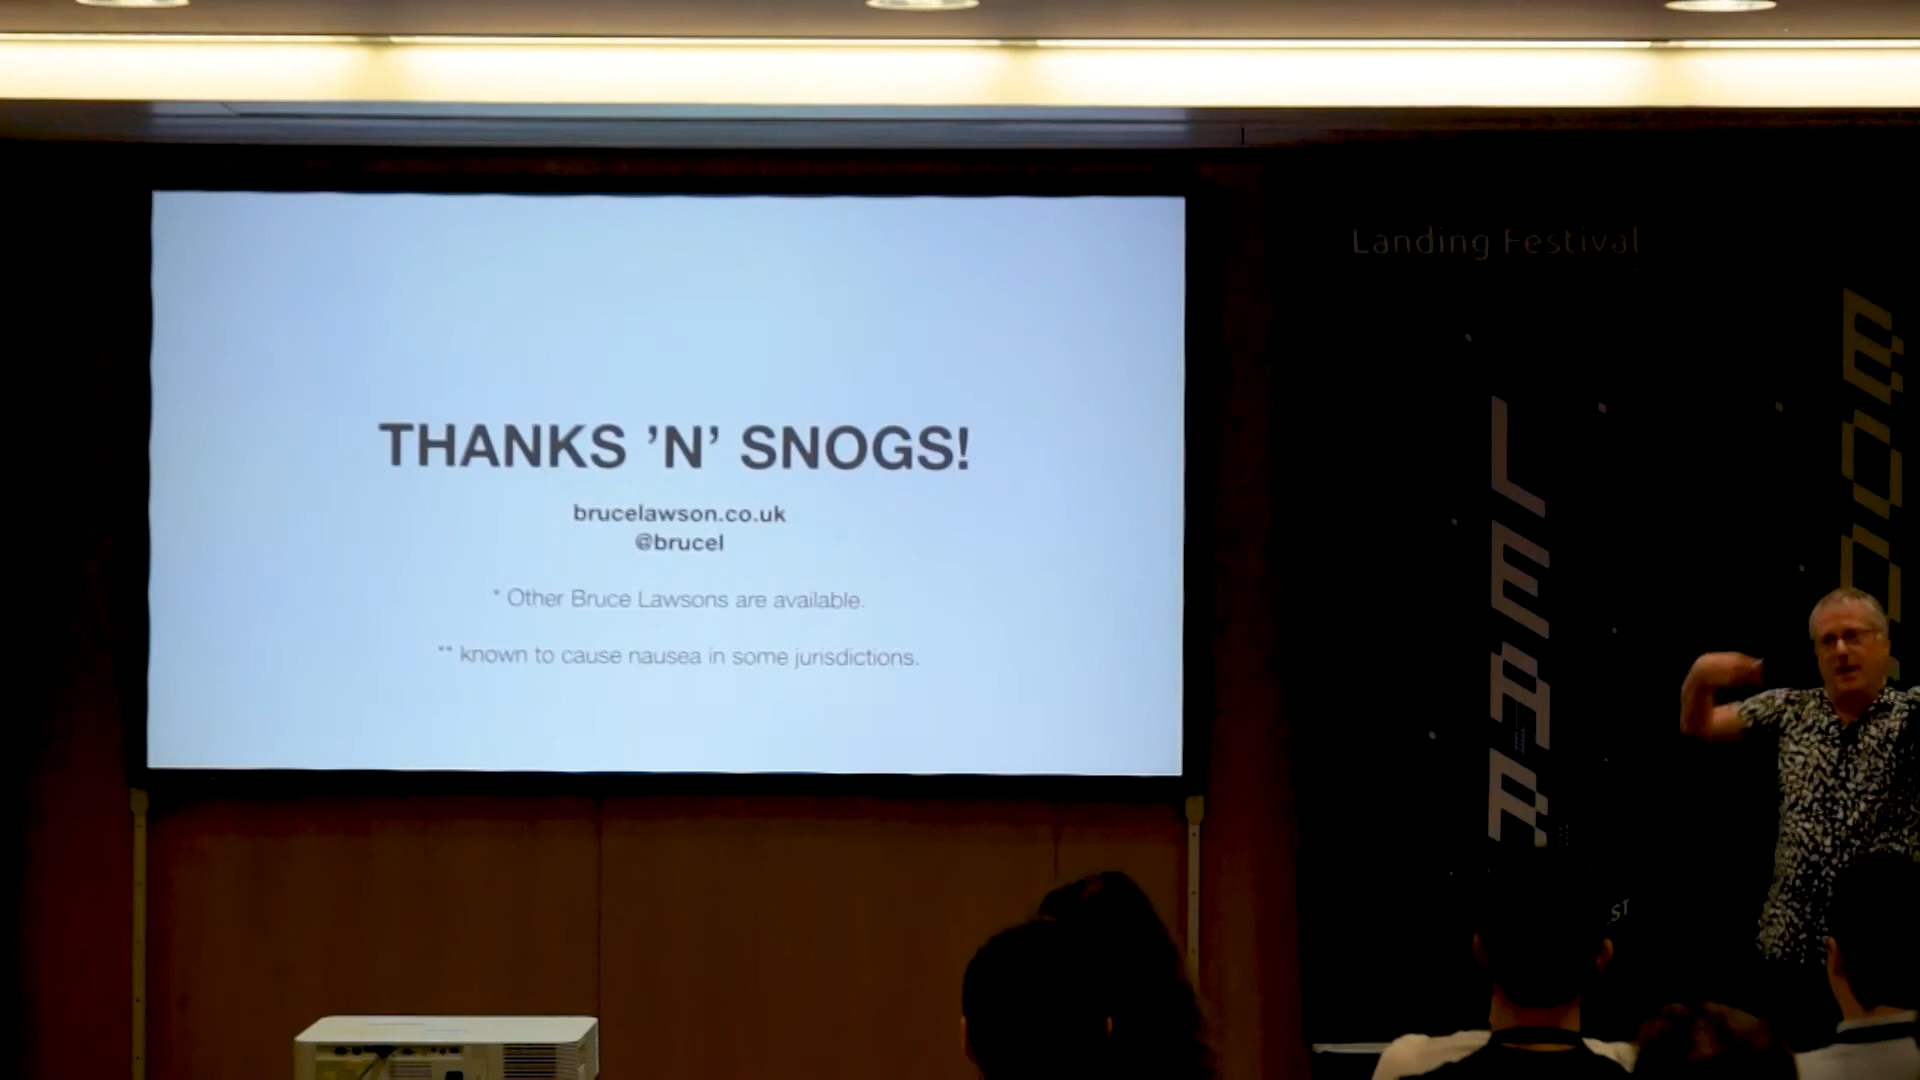 THANKS ’N’ SNOGS!
brucelawson.co.uk
@brucel
* Other Bruce Lawsons are available.
** known to cause nausea in some jurisdictions.
Landing Festival